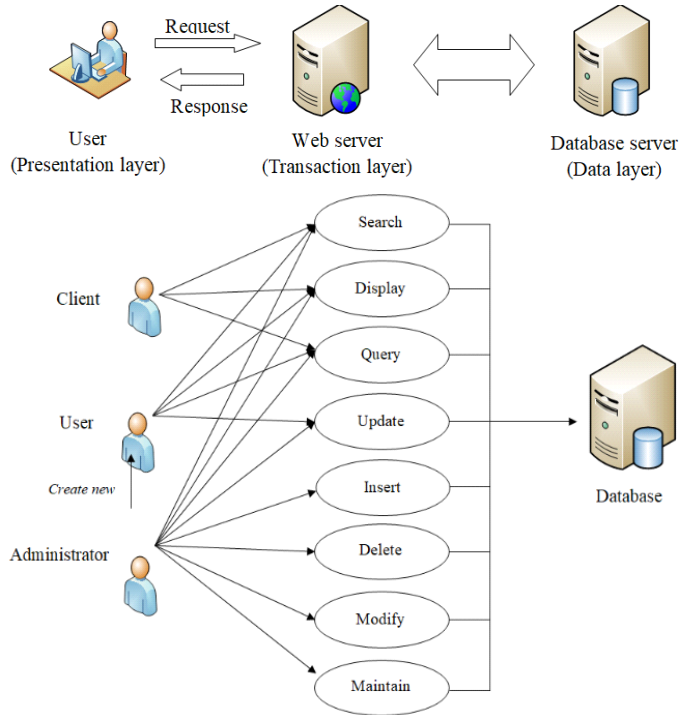 Request
Response
User
(Presentation layer)
Web server
(Transaction layer)
Database server
(Data layer)
Search
Client
Display
Query
User
Update
Create new
Insert
Database
Administrator
Delete
Modify
Maintain